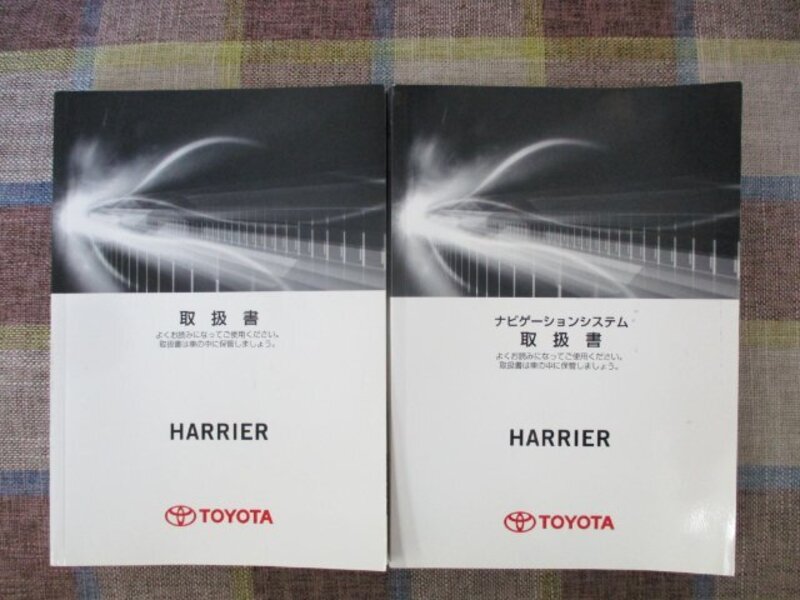 取扱書
よくお読みになってご使用ください。
取扱書は車の中に保管しましょう。
HARRIER
TOYOTA
ナビゲーションシステム
取扱書
よくお読みになってご使用ください。
取扱書は車の中に保管しましょう。
HARRIER
TOYOTA